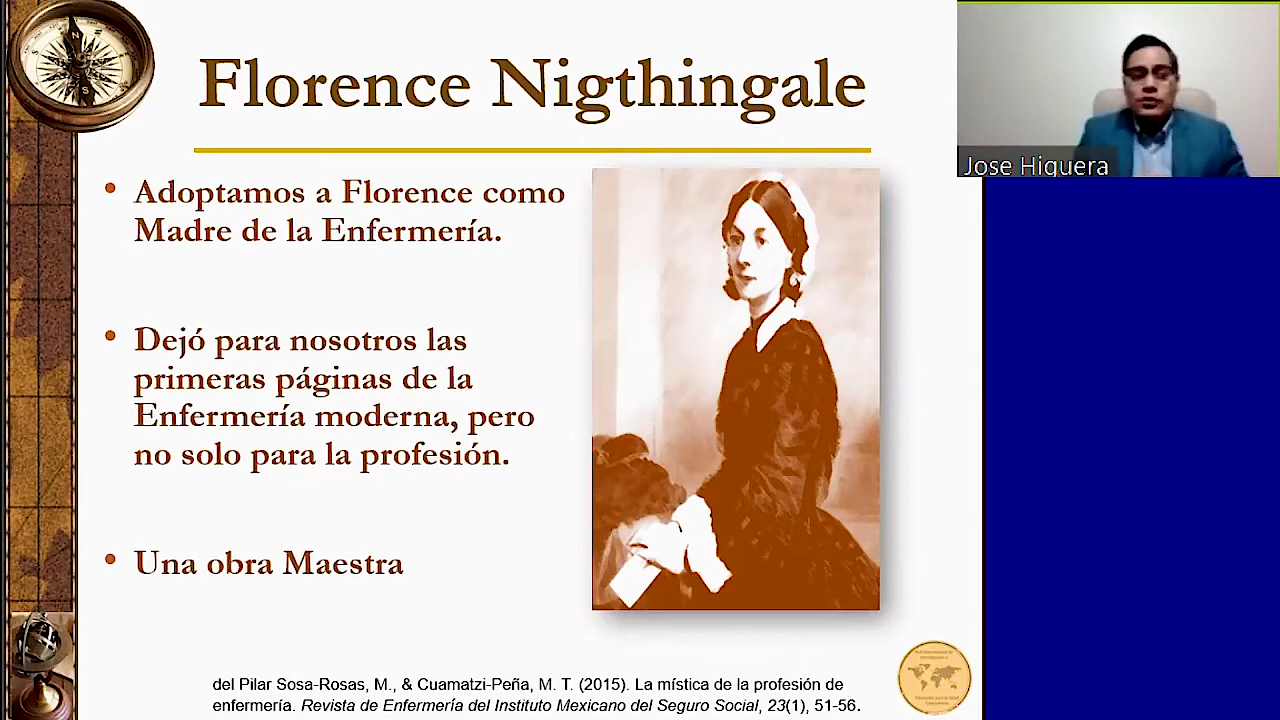 Florence Nigthingale
Jose Higuera
• Adoptamos a Florence como
Madre de la Enfermería.
• Dejó para nosotros las
primeras páginas de la
Enfermería moderna, pero
no solo para la profesión.
• Una obra Maestra
del Pilar Sosa-Rosas, M., & Cuamatzi-Peña, M. T. (2015). La mística de la profesión de
enfermería. Revista de Enfermería del Instituto Mexicano del Seguro Social, 23(1), 51-56.